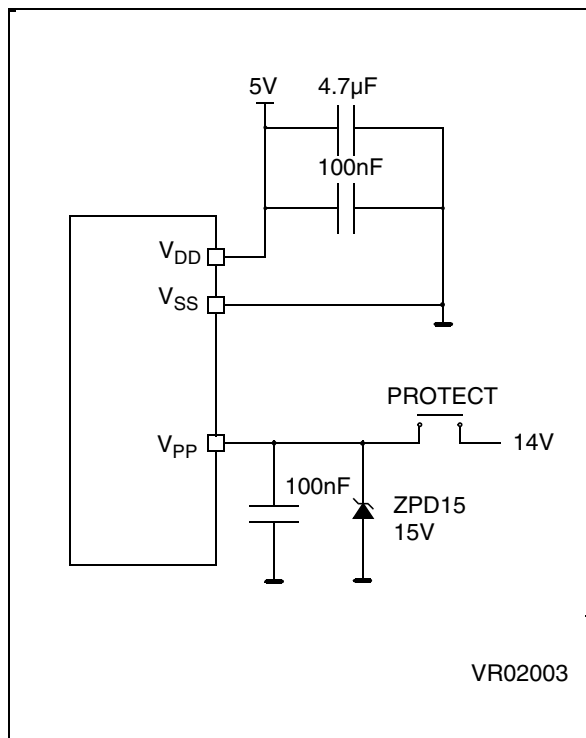 5V 4.7µF
100nF
VDD
VSS
PROTECT
VPP 14V
100nF ZPD15
15V
VR02003